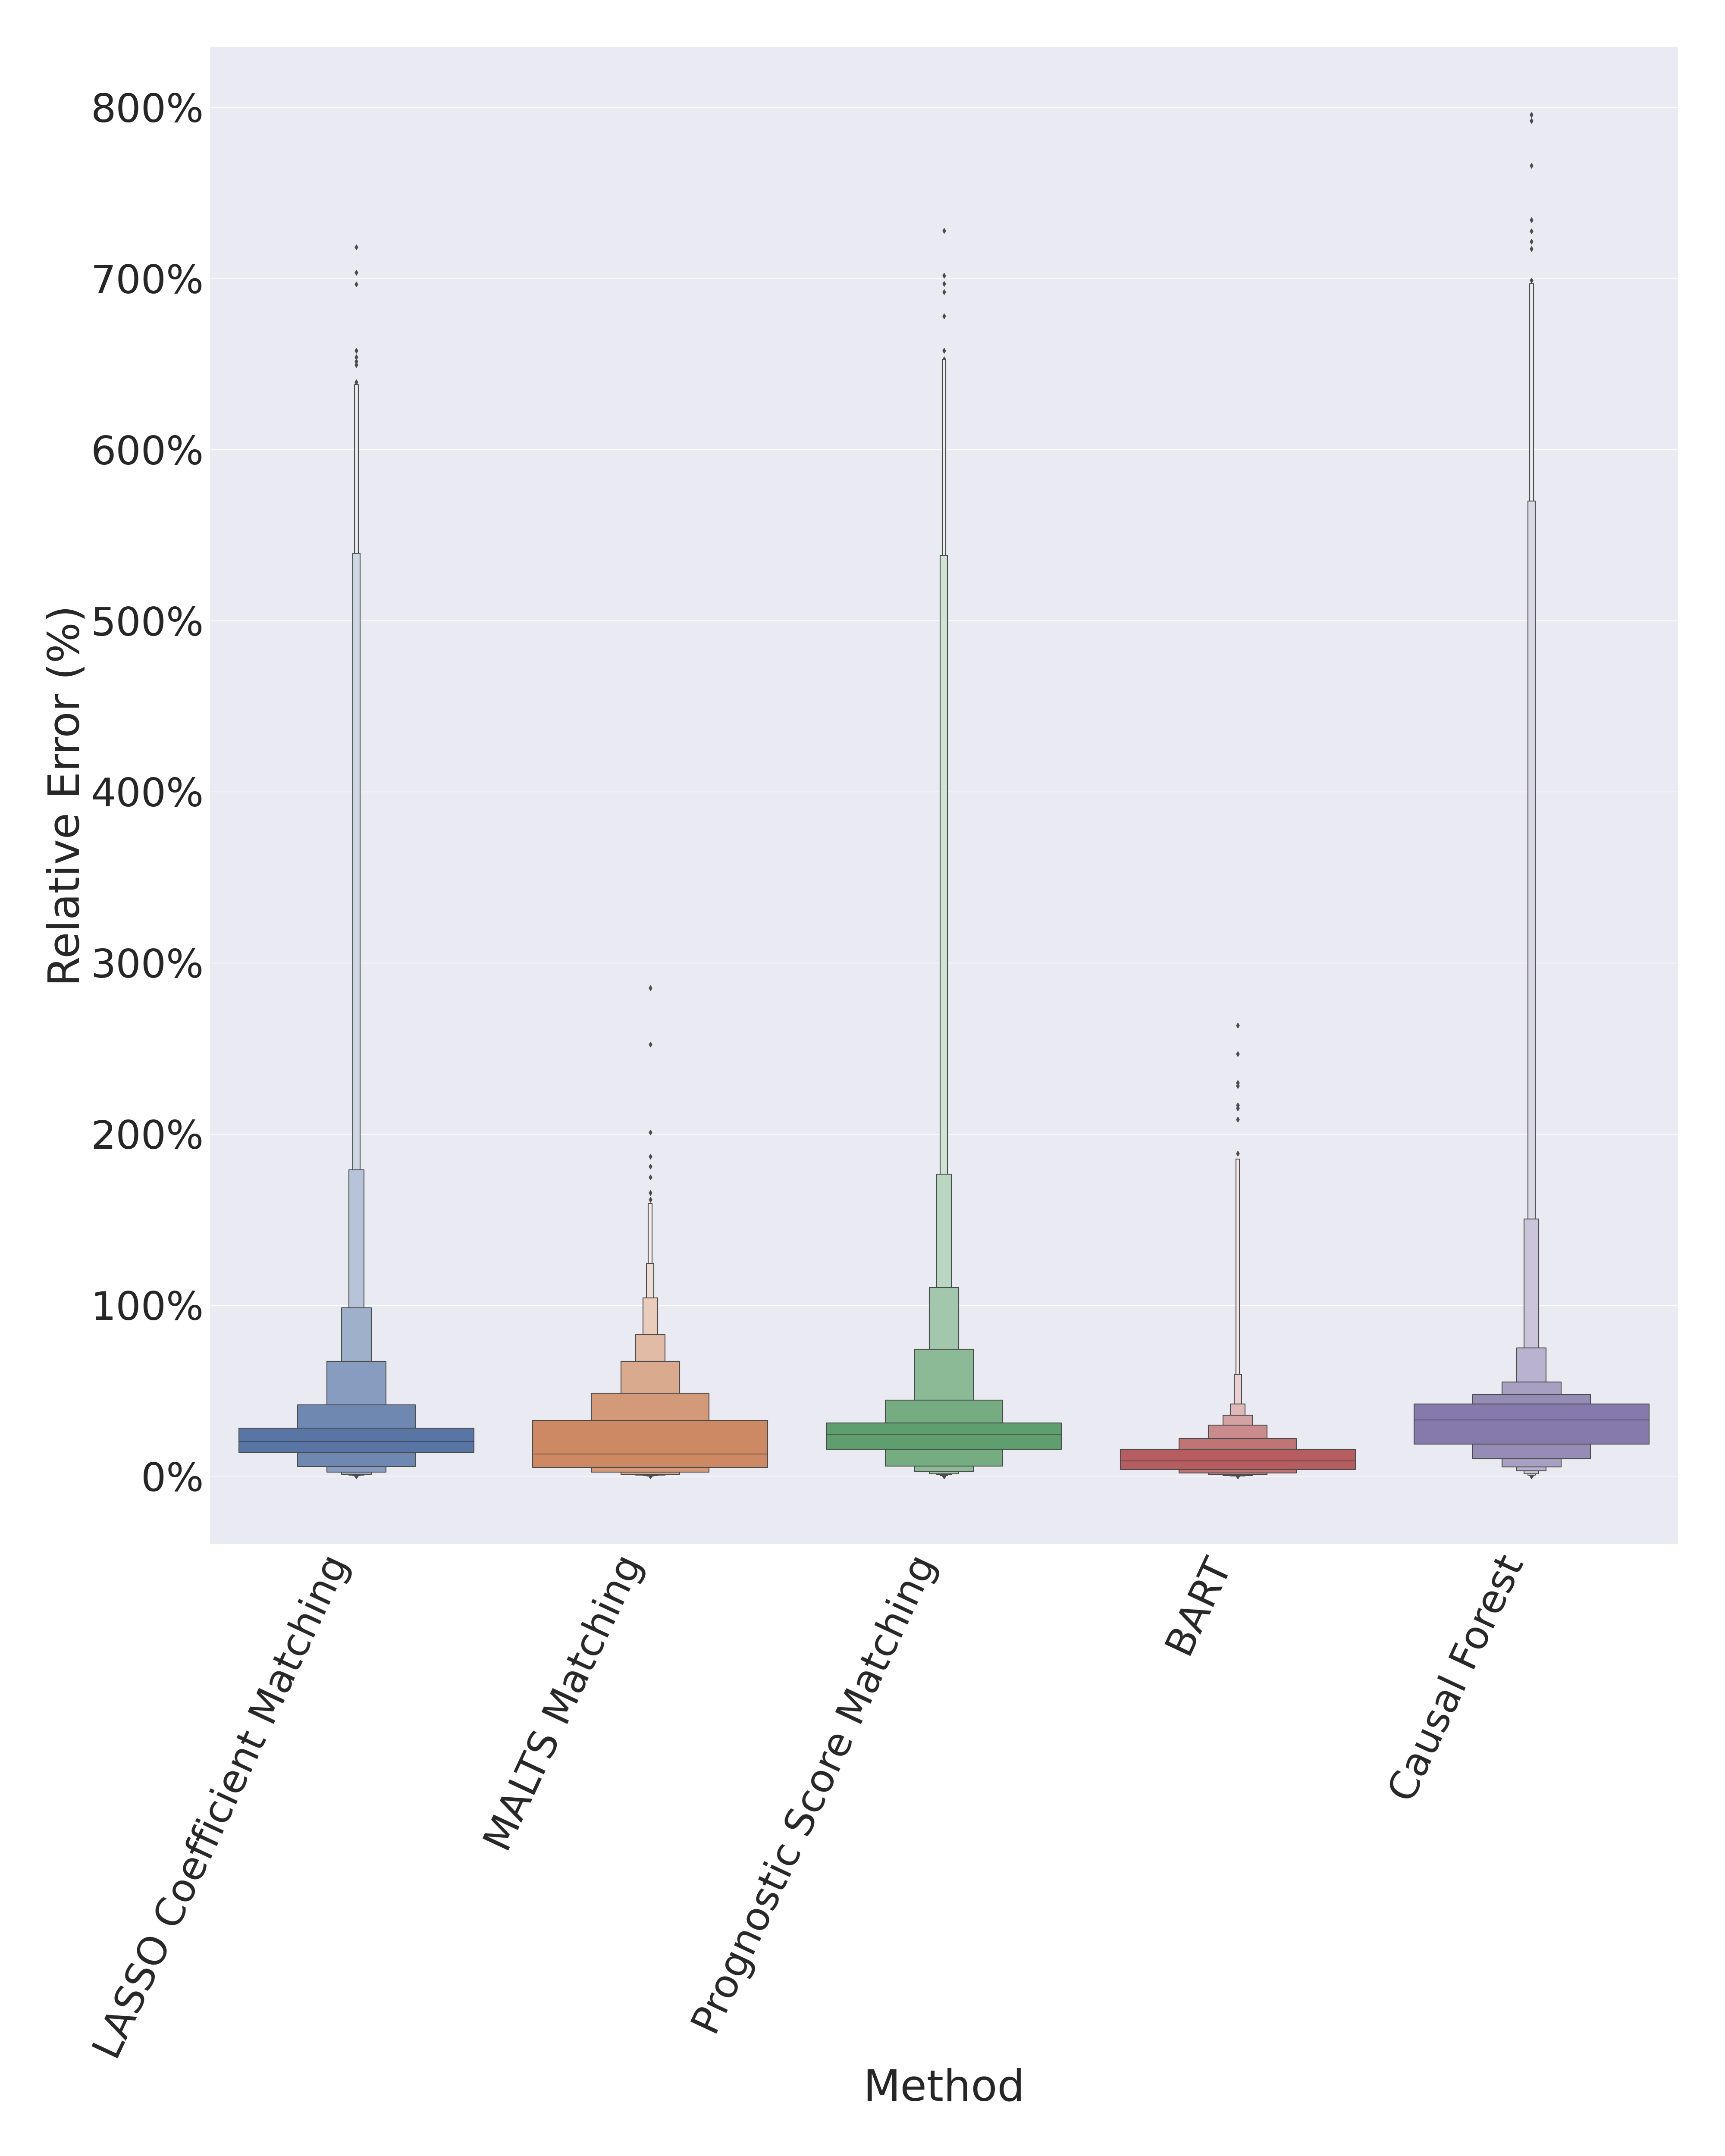 800%
700%
600%
500%
400%
300%
200%
100%
0%
Relative Error (%)
LASSO Coefficient Matching
MALTS Matching
Prognostic Score Matching
BART
Causal Forest
Method